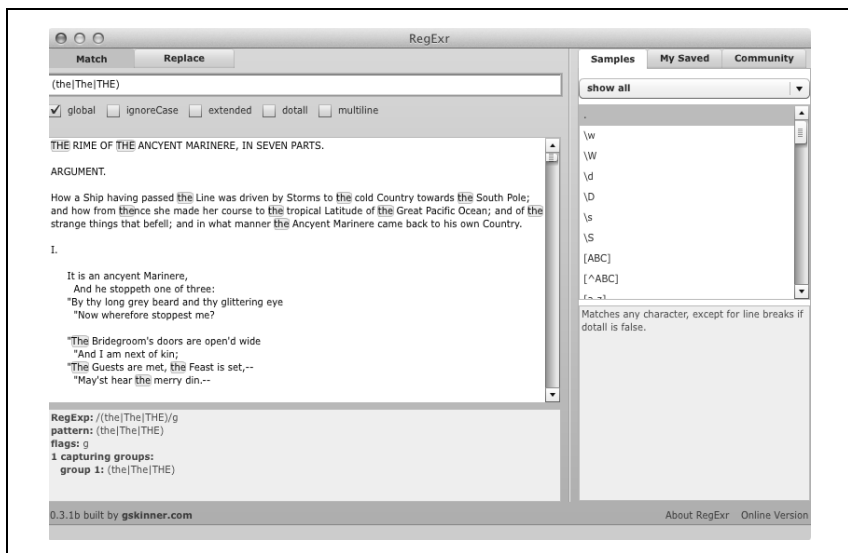 RegExr
Match Replace
Samples My Saved Community
(the|The|THE)
show all
global ignoreCase extended dotall multiline
.
\w
\W
\d
\D
\s
\S
[ABC]
[^ABC]
THE RIME OF THE ANCYENT MARINERE, IN SEVEN PARTS.
ARGUMENT.
How a Ship having passed the Line was driven by Storms to the cold Country towards the South Pole;
and how from thence she made her course to the tropical Latitude of the Great Pacific Ocean; and of the
strange things that befell; and in what manner the Ancyent Marinere came back to his own Country.
I.
It is an ancyent Marinere,
And he stoppeth one of three:
"By thy long grey beard and thy glittering eye
"Now wherefore stoppest me?
"The Bridegroom's doors are open'd wide
"And I am next of kin;
"The Guests are met, the Feast is set,--
"May'st hear the merry din.--
Matches any character, except for line breaks if
dotall is false.
RegExp: /(the|The|THE)/g
pattern: (the|The|THE)
flags: g
1 capturing groups:
group 1: (the|The|THE)
0.3.1b built by gskinner.com
About RegExr Online Version